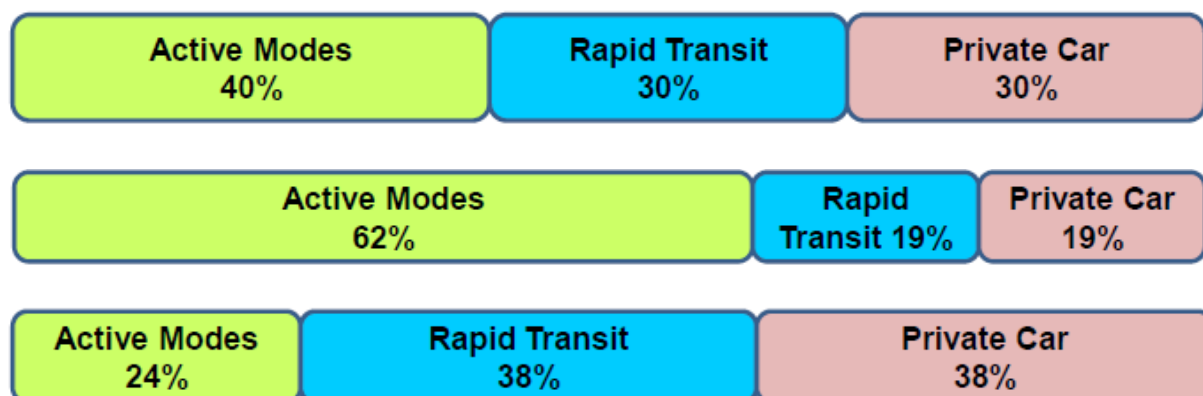 Active Modes
40%
Rapid Transit
30%
Private Car
30%
Active Modes
62%
Rapid
Transit 19%
Private Car
19%
Active Modes
24%
Rapid Transit
38%
Private Car
38%